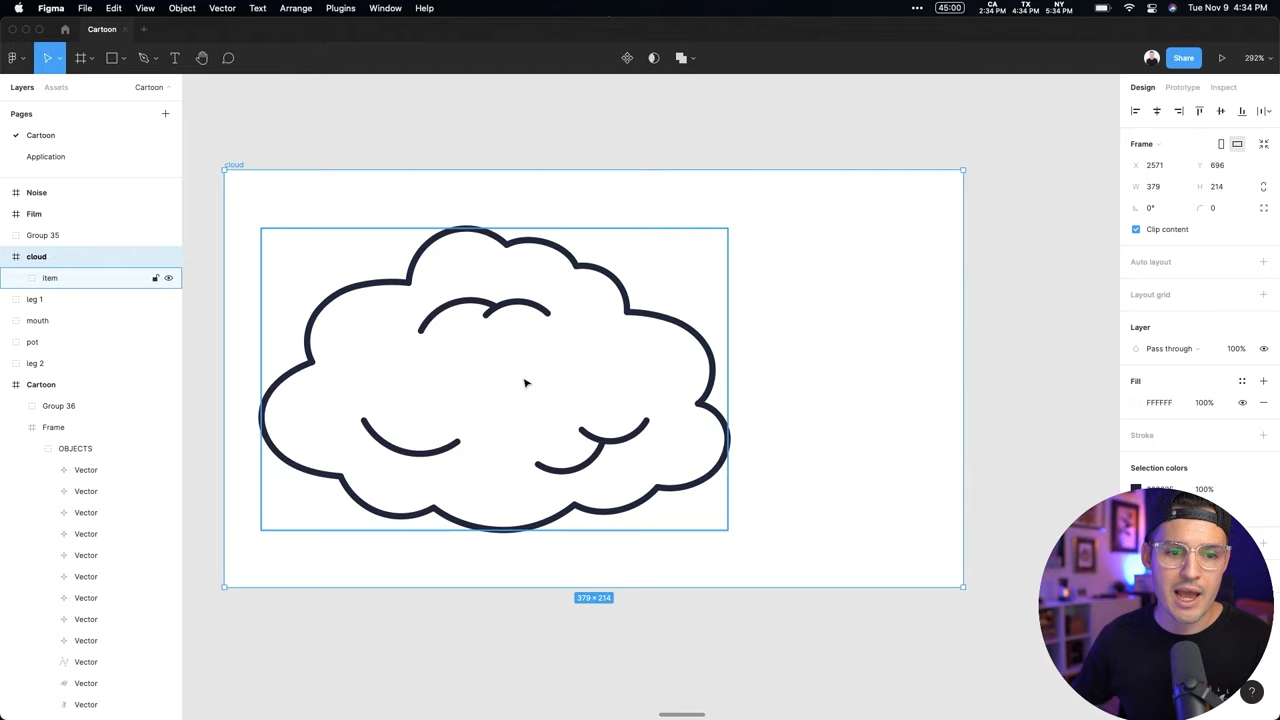 Figma File Edit View Object Vector Text Arrange Plugins Window Help ••• 45:00 CA 2:34 PM TX 4:34 PM NY 4:34 PM Tue Nov 9 4:34 PM
Cartoon
Share 292%
Layers Assets Cartoon
Pages
Cartoon
Application
Noise
Film
Group 35
cloud
item
leg 1
mouth
pot
leg 2
Cartoon
Group 36
Frame
OBJECTS
Vector
Vector
Vector
Vector
Vector
Vector
Vector
Vector
Vector
Vector
Vector
Vector
cloud
379 × 214
Design Prototype Inspect
Frame
X 2571 Y 696
W 379 H 214
0° 0
Clip content
Auto layout
Layout grid
Layer
Pass through 100%
Fill
FFFFFF 100%
Stroke
Selection colors
100%
?